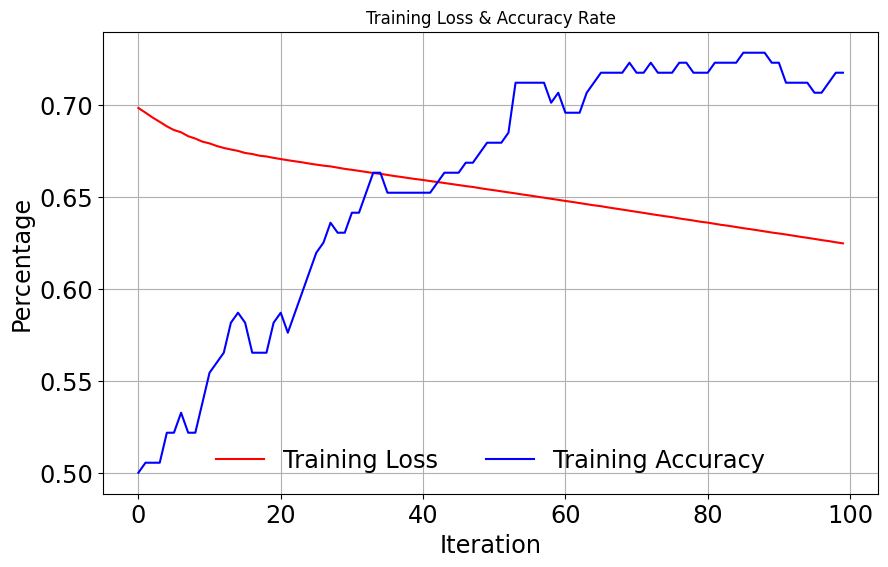 Training Loss & Accuracy Rate
Percentage
0.70
0.65
0.60
0.55
0.50
Training Loss
Training Accuracy
0 20 40 60 80 100
Iteration